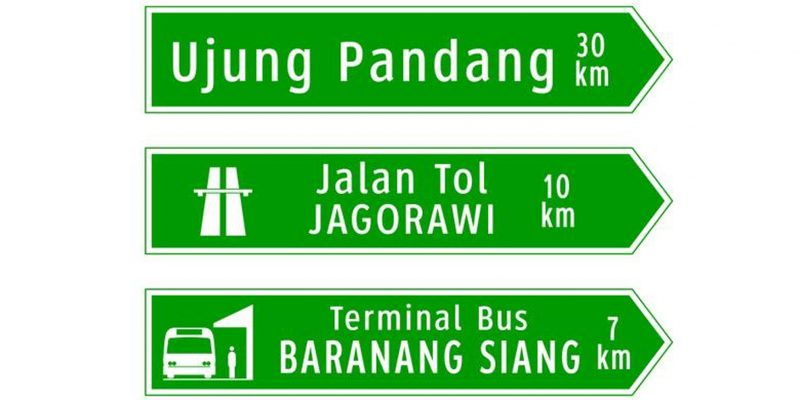 Ujung Pandang 30 km
Jalan Tol
JAGORAWI
10
km
Terminal Bus
BARANANG SIANG
7
km